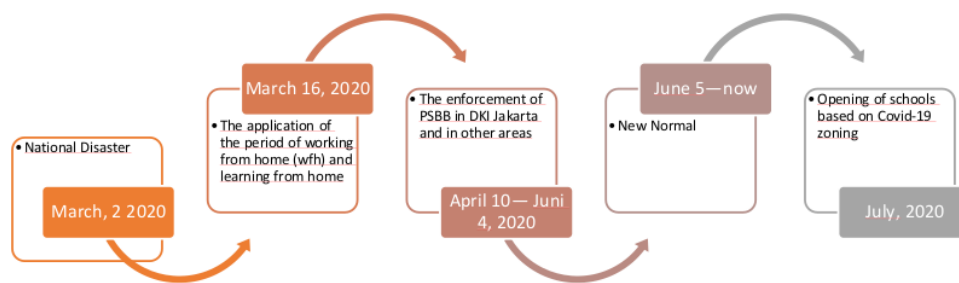 • National Disaster
March, 2 2020
March 16, 2020
• The application of
the period of working
from home (wfh) and
learning from home
• The enforcement of
PSBB in DKI Jakarta
and in other areas
April 10— Juni
4, 2020
June 5—now
• New Normal
• Opening of schools
based on Covid-19
zoning
July, 2020